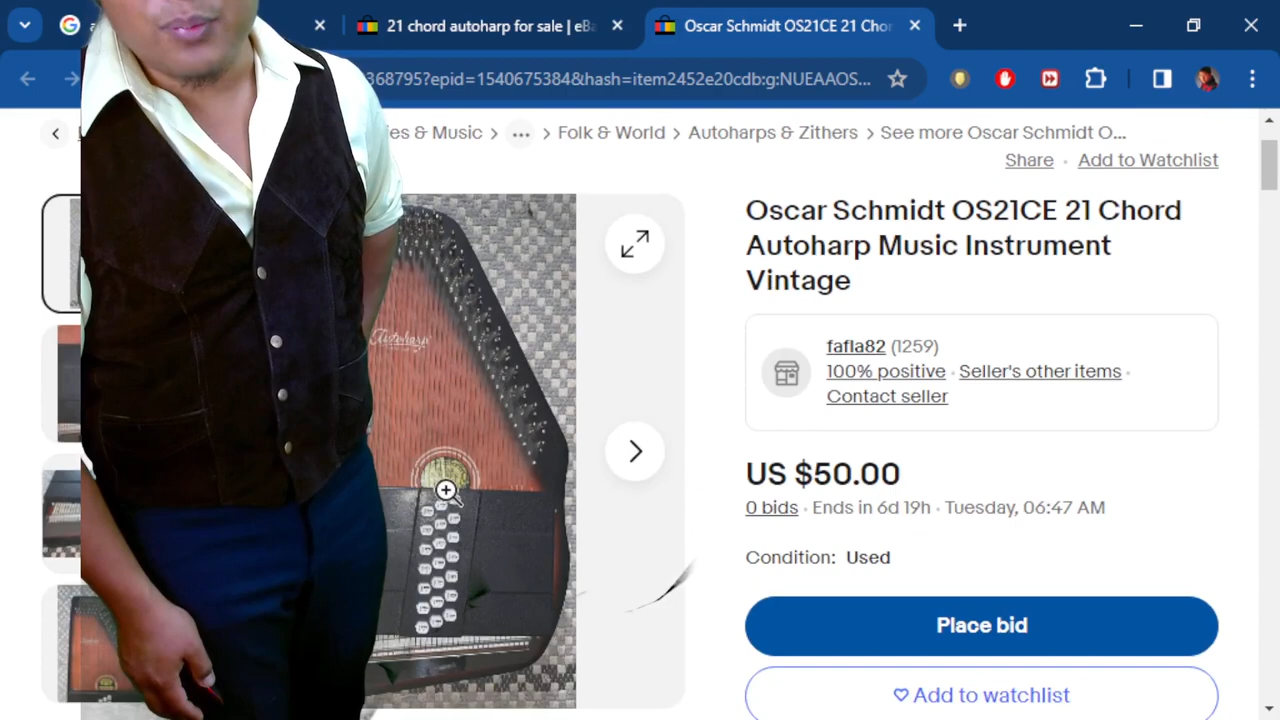 21 chord autoharp for sale | eBa
Oscar Schmidt OS21CE 21 Chor
368795?epid=1540675384&hash=item2452e20cdb:g:NUEAAOS...
es & Music > ... > Folk & World > Autoharps & Zithers > See more Oscar Schmidt O...
Share · Add to Watchlist
Oscar Schmidt OS21CE 21 Chord
Autoharp Music Instrument
Vintage
fafla82 (1259)
100% positive · Seller's other items ·
Contact seller
Autoharp
US $50.00
0 bids · Ends in 6d 19h · Tuesday, 06:47 AM
Condition: Used
Place bid
Add to watchlist